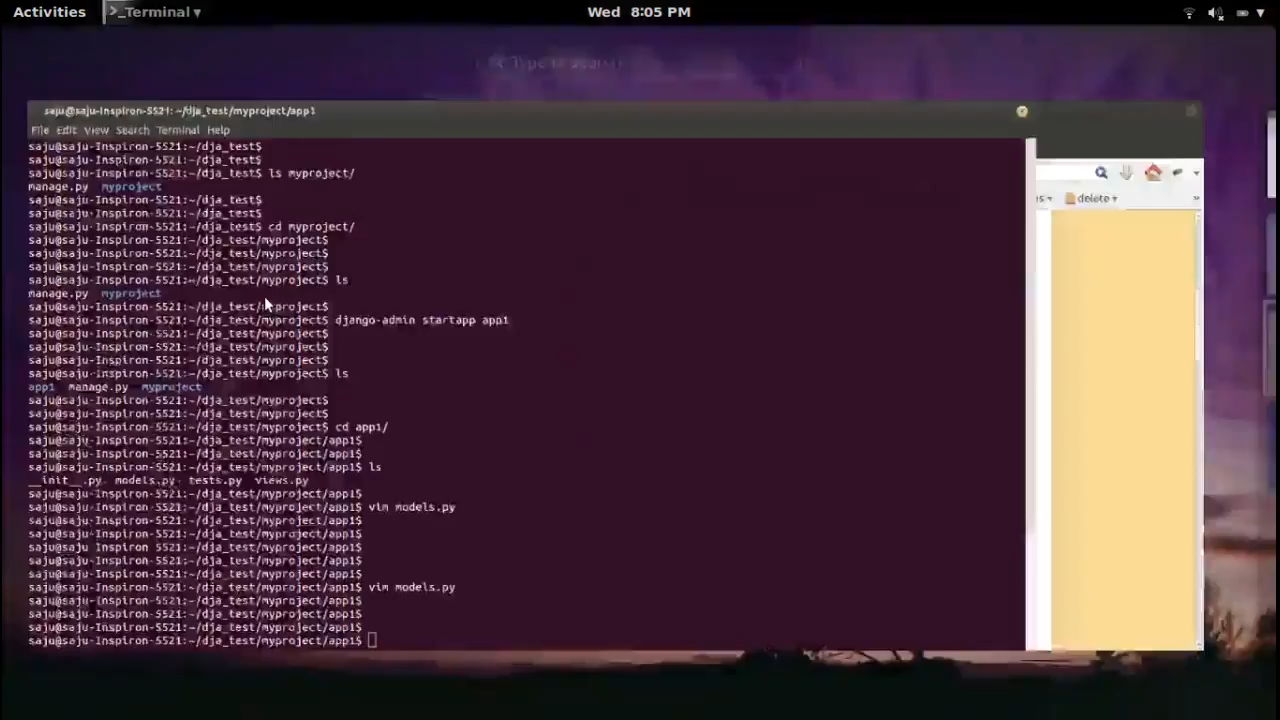 Activities >_Terminal ▾ Wed 8:05 PM
saju@saju-Inspiron-5521: ~/dja_test/myproject/app1
File Edit View Search Terminal Help
saju@saju-Inspiron-5521:~/dja_test$
saju@saju-Inspiron-5521:~/dja_test$
saju@saju-Inspiron-5521:~/dja_test$ ls myproject/
manage.py myproject
saju@saju-Inspiron-5521:~/dja_test$
saju@saju-Inspiron-5521:~/dja_test$
saju@saju-Inspiron-5521:~/dja_test$ cd myproject/
saju@saju-Inspiron-5521:~/dja_test/myproject$
saju@saju-Inspiron-5521:~/dja_test/myproject$
saju@saju-Inspiron-5521:~/dja_test/myproject$
saju@saju-Inspiron-5521:~/dja_test/myproject$ ls
manage.py myproject
saju@saju-Inspiron-5521:~/dja_test/myproject$
saju@saju-Inspiron-5521:~/dja_test/myproject$ django-admin startapp app1
saju@saju-Inspiron-5521:~/dja_test/myproject$
saju@saju-Inspiron-5521:~/dja_test/myproject$
saju@saju-Inspiron-5521:~/dja_test/myproject$
saju@saju-Inspiron-5521:~/dja_test/myproject$ ls
app1 manage.py myproject
saju@saju-Inspiron-5521:~/dja_test/myproject$
saju@saju-Inspiron-5521:~/dja_test/myproject$
saju@saju-Inspiron-5521:~/dja_test/myproject$ cd app1/
saju@saju-Inspiron-5521:~/dja_test/myproject/app1$
saju@saju-Inspiron-5521:~/dja_test/myproject/app1$
saju@saju-Inspiron-5521:~/dja_test/myproject/app1$ ls
__init__.py models.py tests.py views.py
saju@saju-Inspiron-5521:~/dja_test/myproject/app1$
saju@saju-Inspiron-5521:~/dja_test/myproject/app1$ vim models.py
saju@saju-Inspiron-5521:~/dja_test/myproject/app1$
saju@saju-Inspiron-5521:~/dja_test/myproject/app1$
saju@saju-Inspiron-5521:~/dja_test/myproject/app1$
saju@saju-Inspiron-5521:~/dja_test/myproject/app1$
saju@saju-Inspiron-5521:~/dja_test/myproject/app1$
saju@saju-Inspiron-5521:~/dja_test/myproject/app1$ vim models.py
saju@saju-Inspiron-5521:~/dja_test/myproject/app1$
saju@saju-Inspiron-5521:~/dja_test/myproject/app1$
saju@saju-Inspiron-5521:~/dja_test/myproject/app1$
saju@saju-Inspiron-5521:~/dja_test/myproject/app1$
delete